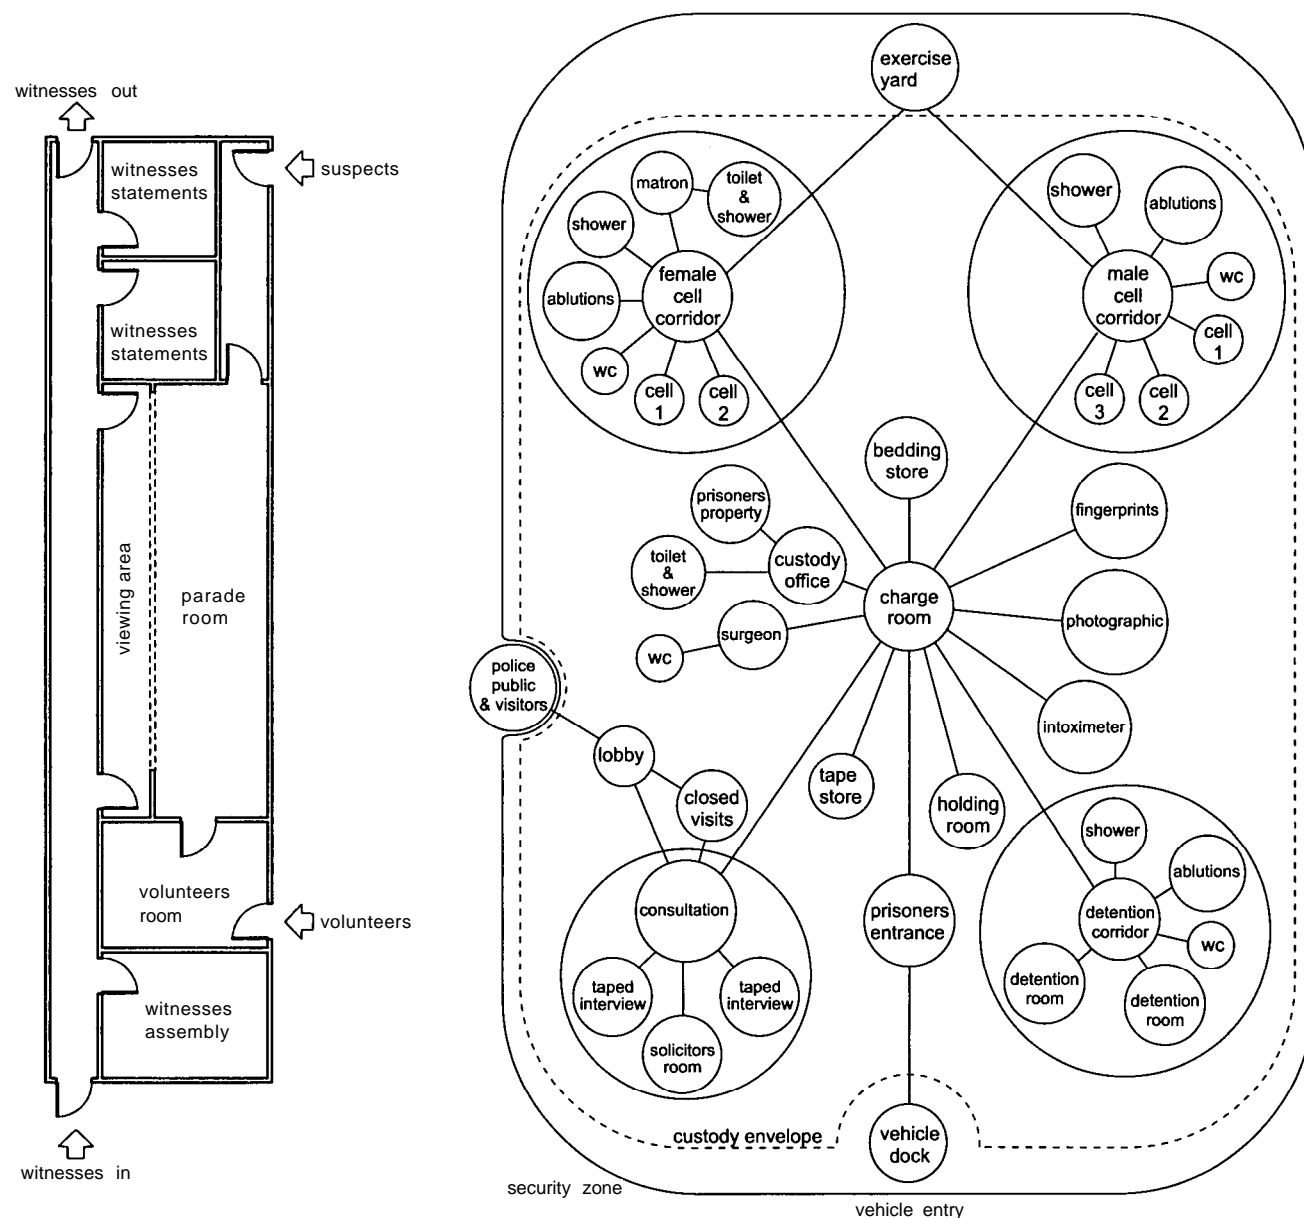 witnesses out
witnesses
statements
suspects
witnesses
statements
viewing area
parade
room
volunteers
room
volunteers
witnesses
assembly
witnesses in
exercise
yard
matron
toilet
&
shower
shower
female
cell
corridor
ablutions
wc
cell
1
cell
2
shower
ablutions
male
cell
corridor
wc
cell
1
cell
3
cell
2
bedding
store
prisoners
property
fingerprints
toilet
&
shower
custody
office
charge
room
photographic
surgeon
wc
police
public
& visitors
intoximeter
lobby
tape
store
closed
visits
holding
room
shower
ablutions
consultation
prisoners
entrance
detention
corridor
wc
taped
interview
taped
interview
detention
room
detention
room
solicitors
room
custody envelope
vehicle
dock
security zone
vehicle entry